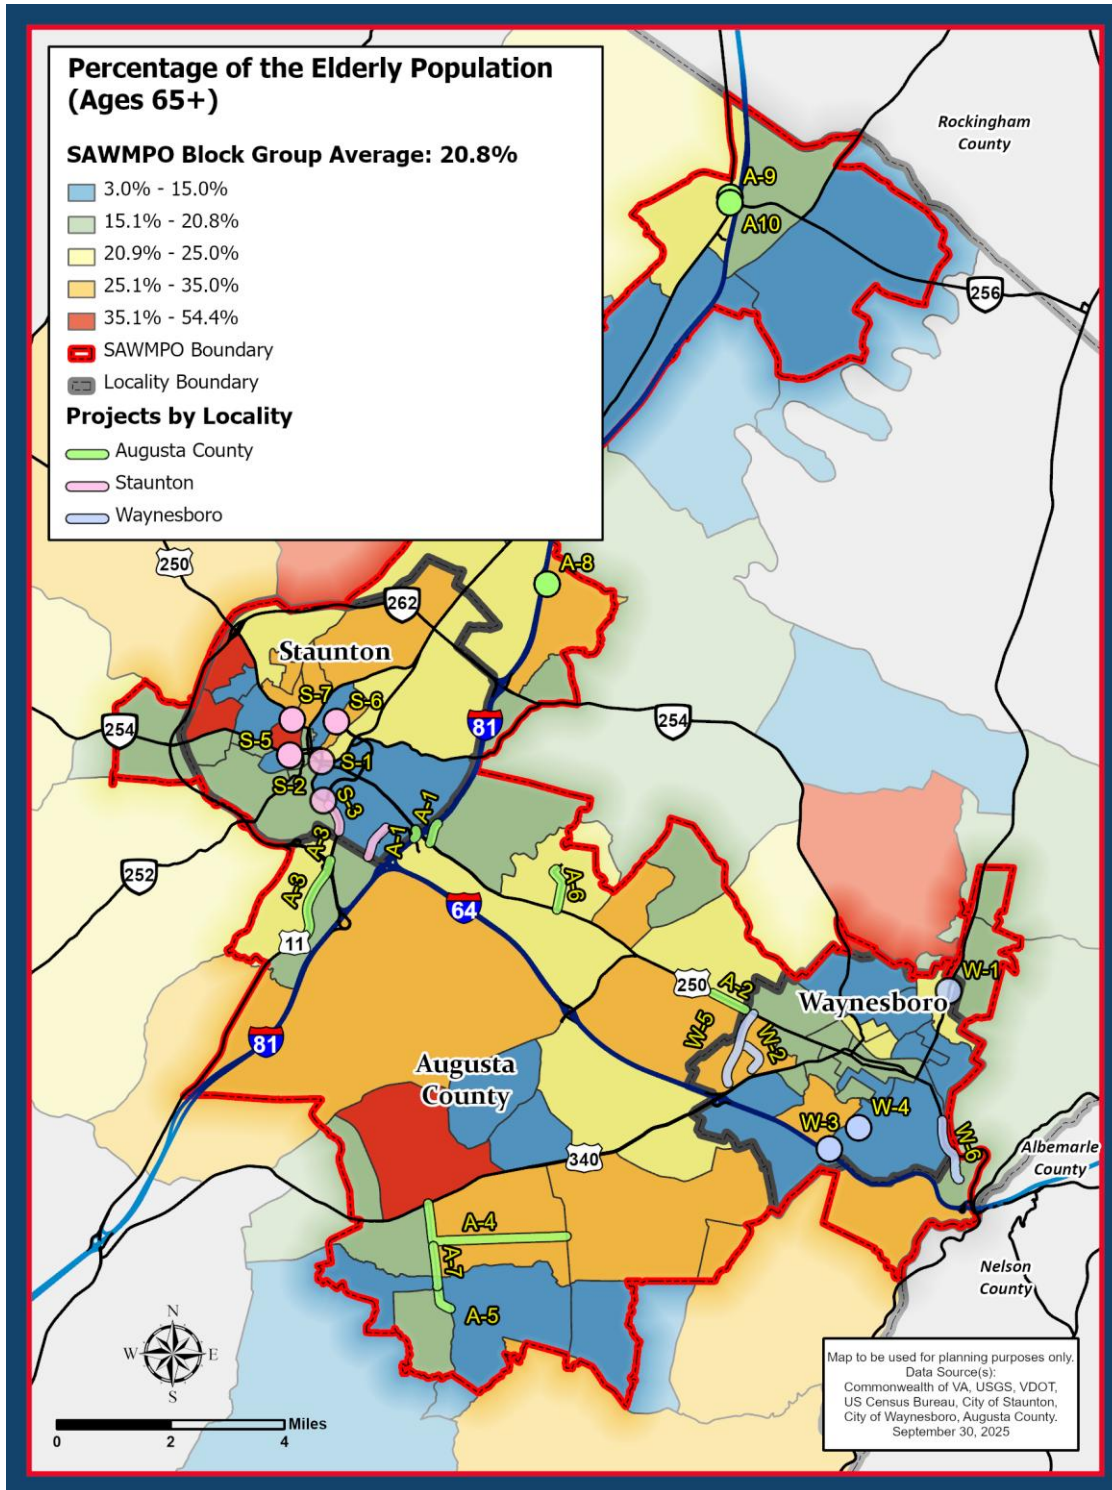 Percentage of the Elderly Population
(Ages 65+)
SAWMPO Block Group Average: 20.8%
3.0% - 15.0%
15.1% - 20.8%
20.9% - 25.0%
25.1% - 35.0%
35.1% - 54.4%
SAWMPO Boundary
Locality Boundary
Projects by Locality
Augusta County
Staunton
Waynesboro
Rockingham
County
A-9
A10
256
A-8
250
262
Staunton
S-7
S-6
254
81
254
S-5
S-1
S-2
S-3
A-1
A-1
A-3
252
A-3
A-6
64
11
W-1
250
A-2
Waynesboro
W-5
W-2
81
Augusta
County
W-4
W-3
W-6
Albemarle
County
340
A-4
A-7
Nelson
County
A-5
N
W
E
S
Miles
0
2
4
Map to be used for planning purposes only.
Data Source(s):
Commonwealth of VA, USGS, VDOT,
US Census Bureau, City of Staunton,
City of Waynesboro, Augusta County.
September 30, 2025